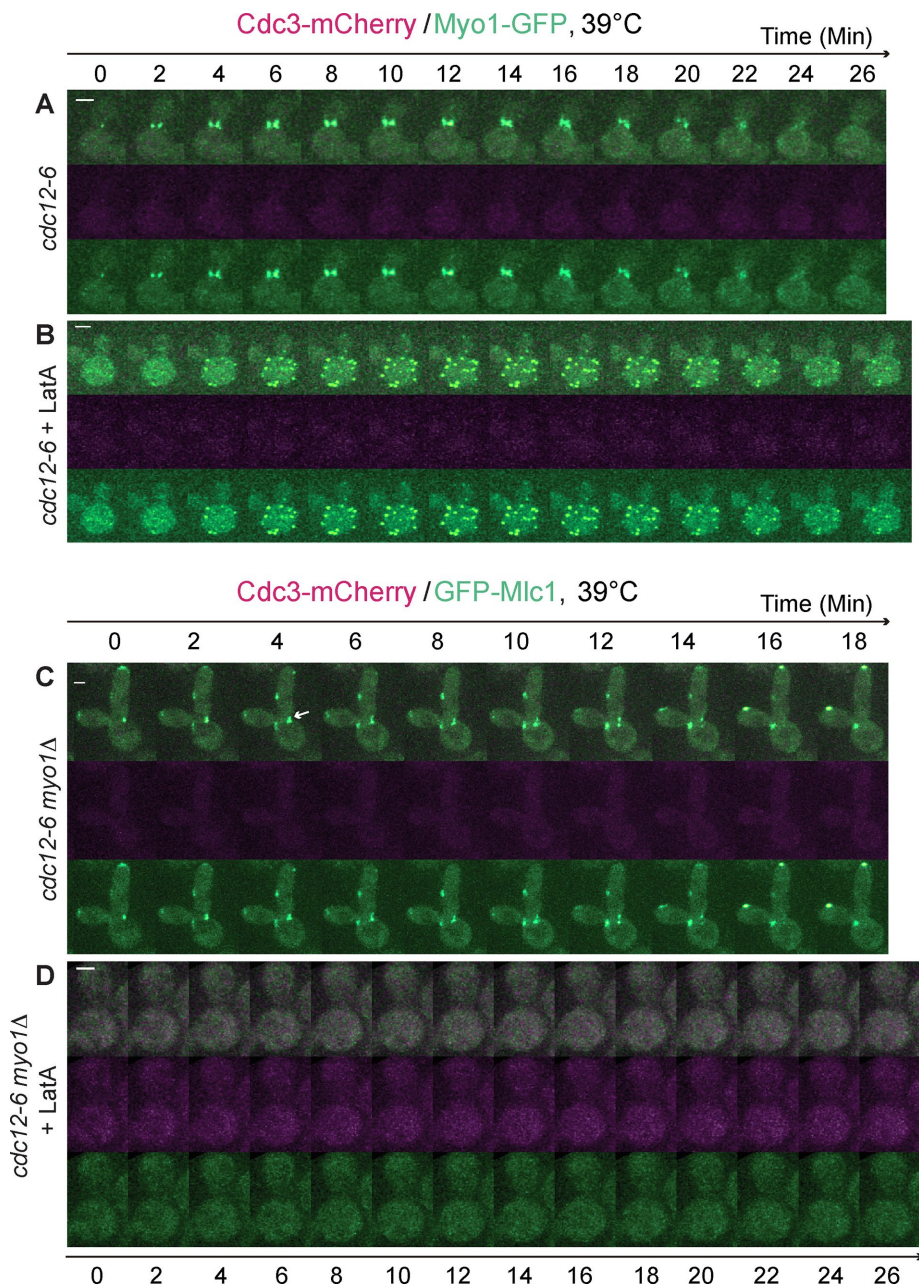 Cdc3-mCherry / Myo1-GFP, 39°C
Time (Min)
0 2 4 6 8 10 12 14 16 18 20 22 24 26
A
cdc12-6
B
cdc12-6 + LatA
Cdc3-mCherry / GFP-Mlc1, 39°C
Time (Min)
0 2 4 6 8 10 12 14 16 18
C
cdc12-6 myo1Δ
D
cdc12-6 myo1Δ
+ LatA
0 2 4 6 8 10 12 14 16 18 20 22 24 26